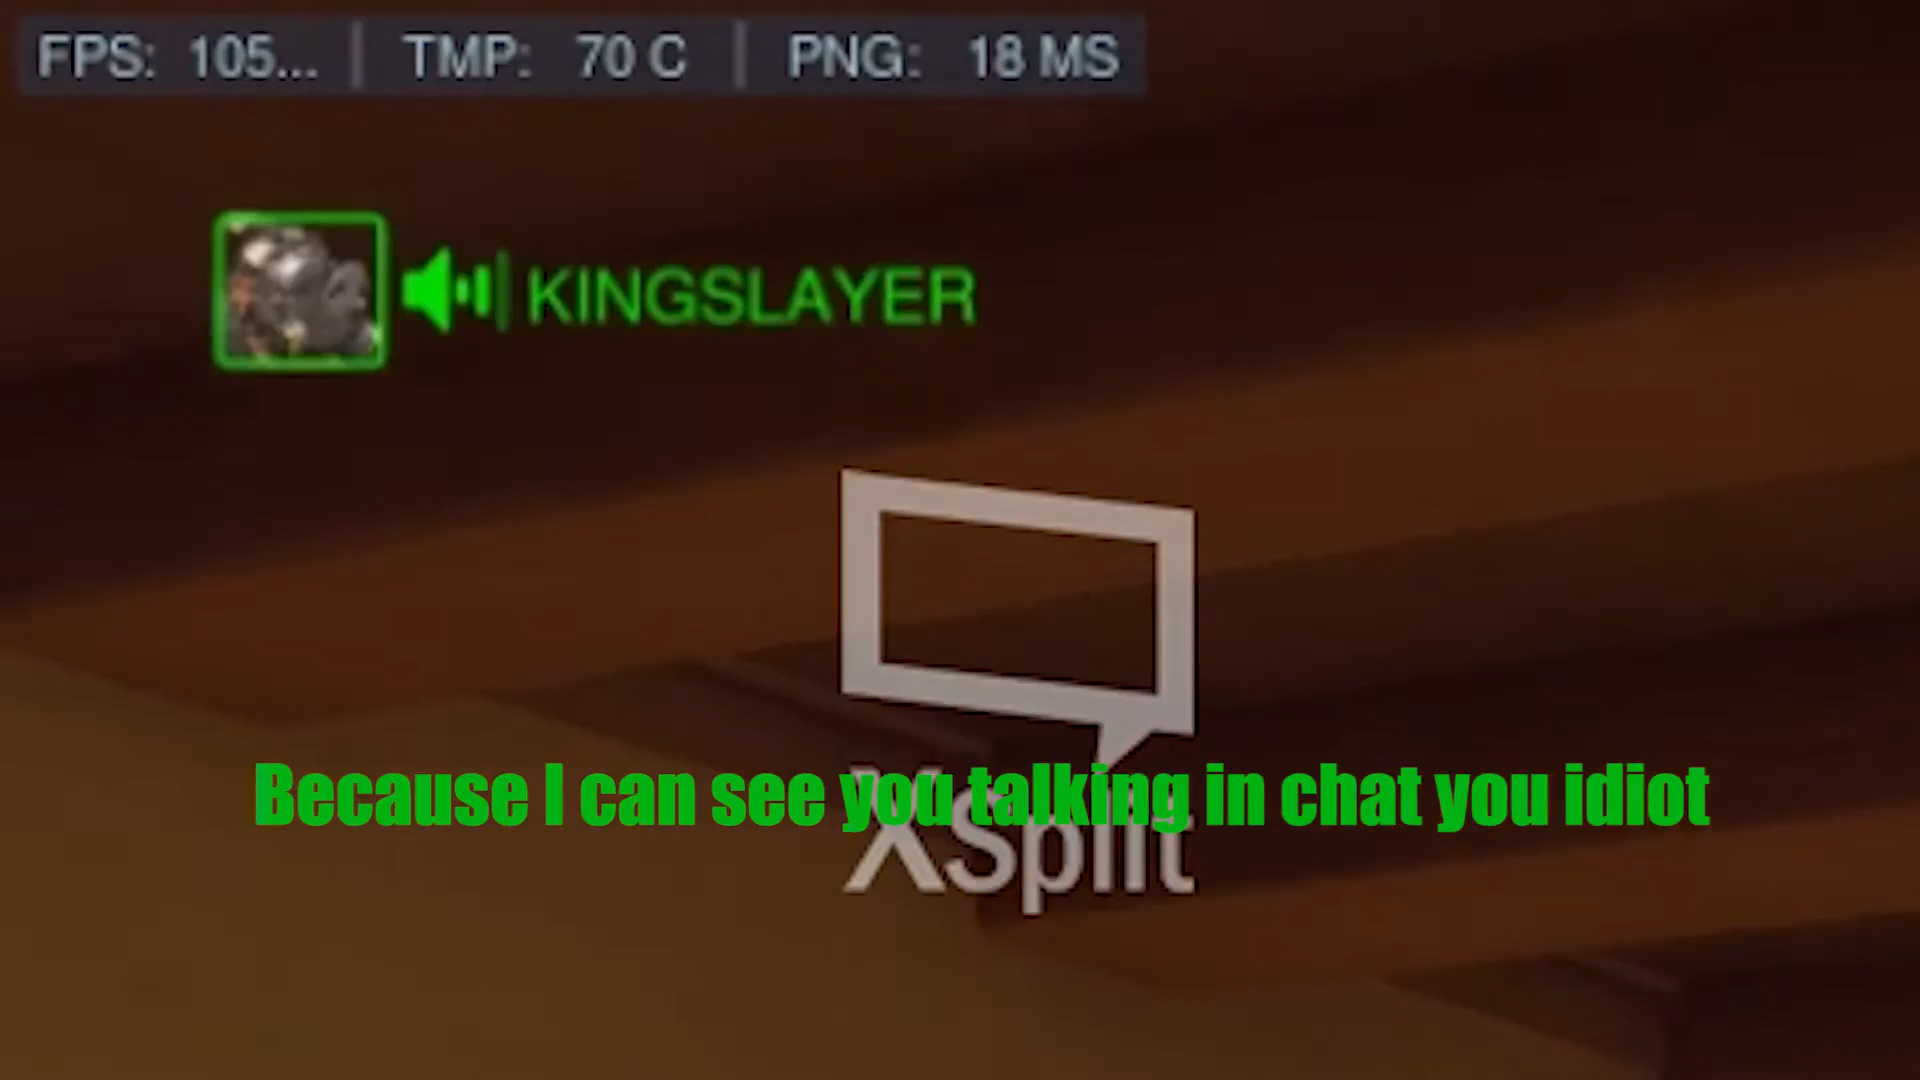 FPS: 105... | TMP: 70 C | PNG: 18 MS
KINGSLAYER
Because I can see you talking in chat you idiot
XSplit